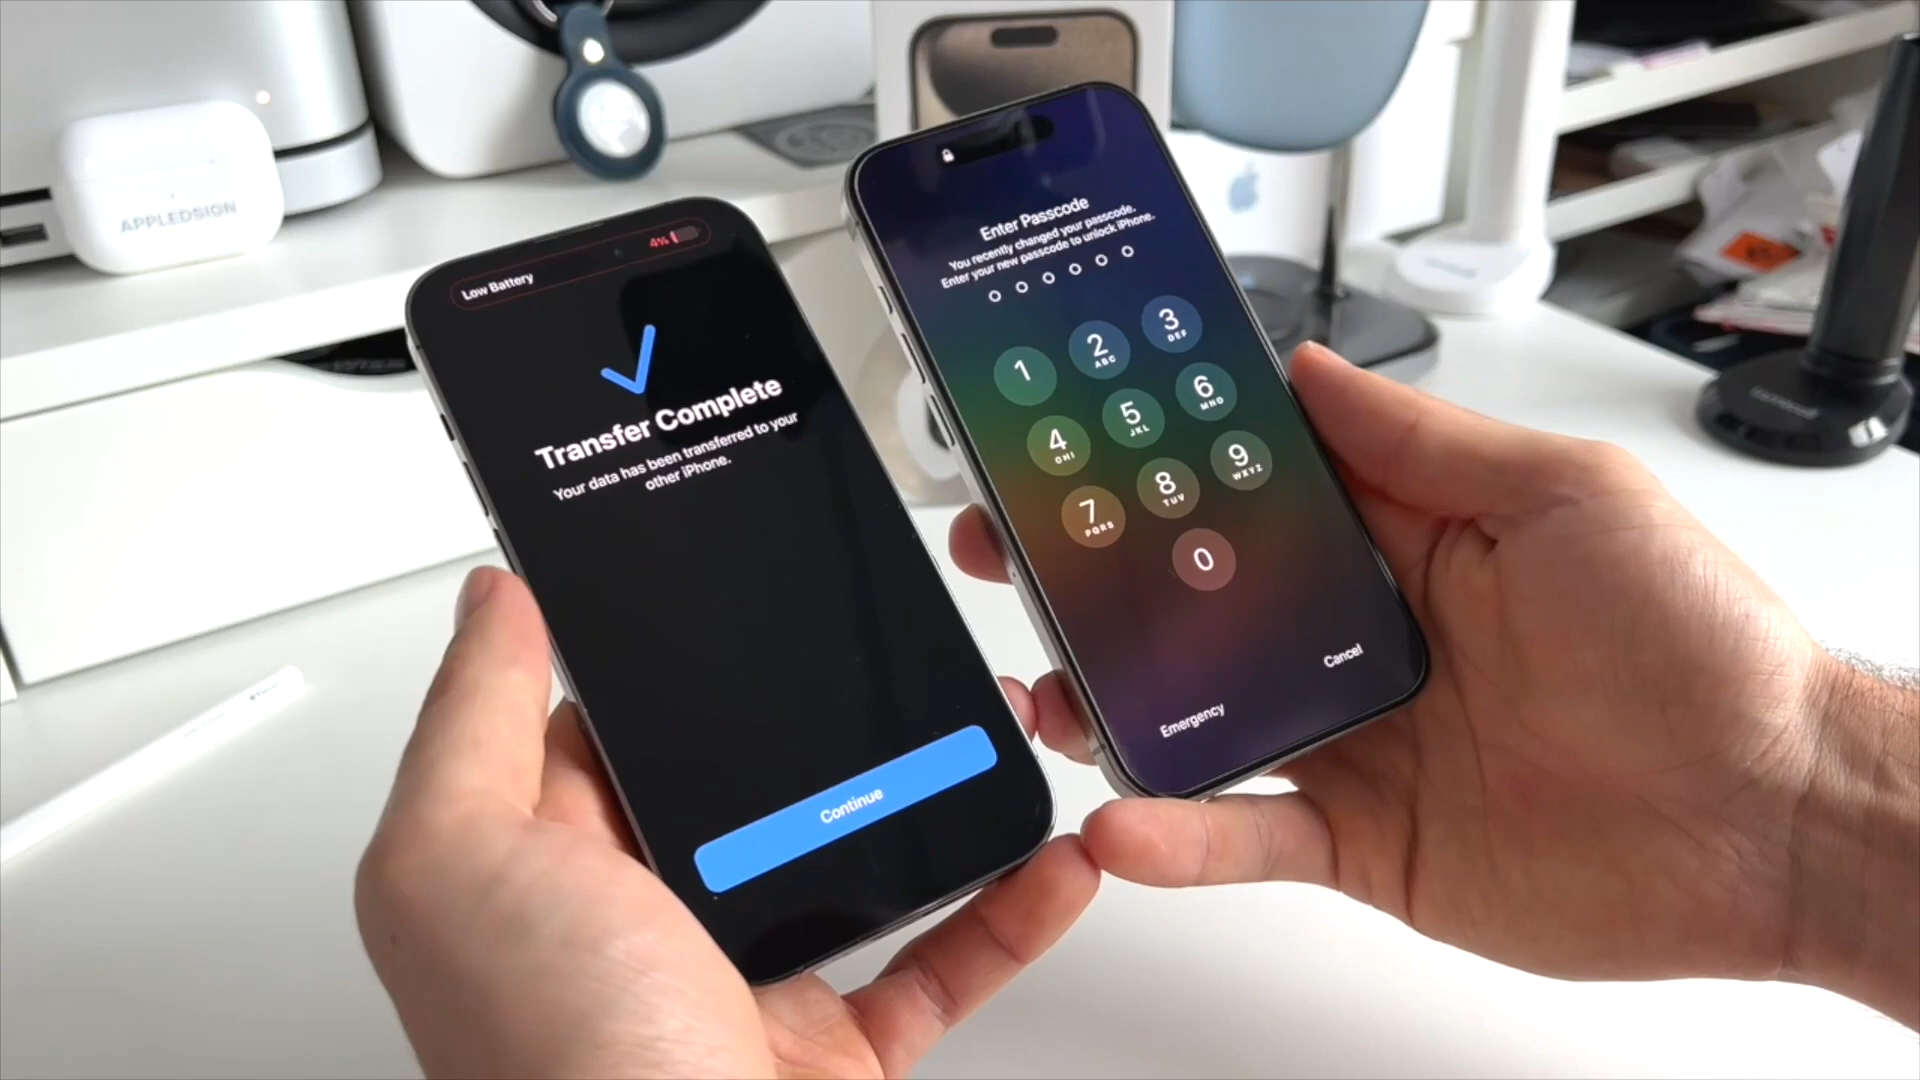 APPLEDSIGN
Low Battery
4%
Transfer Complete
Your data has been transferred to your
other iPhone.
Continue
Enter Passcode
You recently changed your passcode.
Enter your new passcode to unlock iPhone.
1
2
ABC
3
DEF
4
GHI
5
JKL
6
MNO
7
PQRS
8
TUV
9
WXYZ
0
Emergency
Cancel